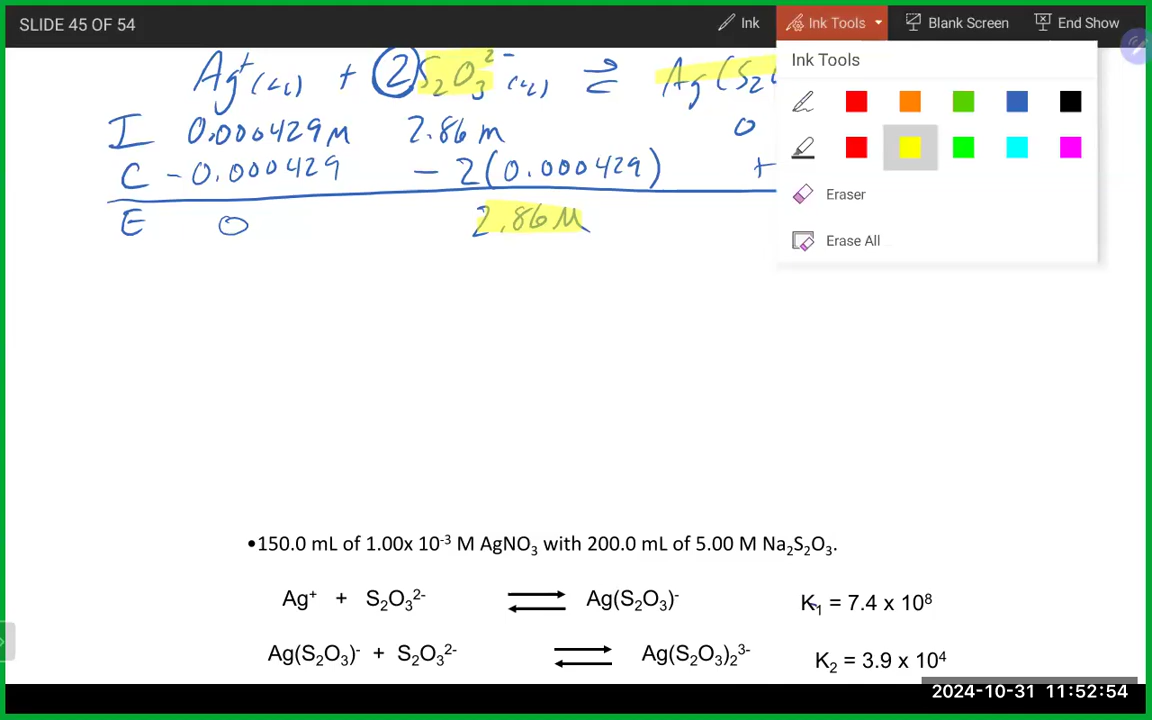 SLIDE 45 OF 54 Ink Ink Tools Blank Screen End Show
Ink Tools
Ag⁺(aq) + 2S₂O₃²⁻(aq) ⇌ Ag(S₂
I 0.000429M 2.86 m 0
C -0.000429 - 2(0.000429) +
E 0 2.86 M
Eraser
Erase All
•150.0 mL of 1.00x 10⁻³ M AgNO₃ with 200.0 mL of 5.00 M Na₂S₂O₃.
Ag⁺ + S₂O₃²⁻ ⇌ Ag(S₂O₃)⁻ K₁ = 7.4 x 10⁸
Ag(S₂O₃)⁻ + S₂O₃²⁻ ⇌ Ag(S₂O₃)₂³⁻ K₂ = 3.9 x 10⁴
2024-10-31 11:52:54